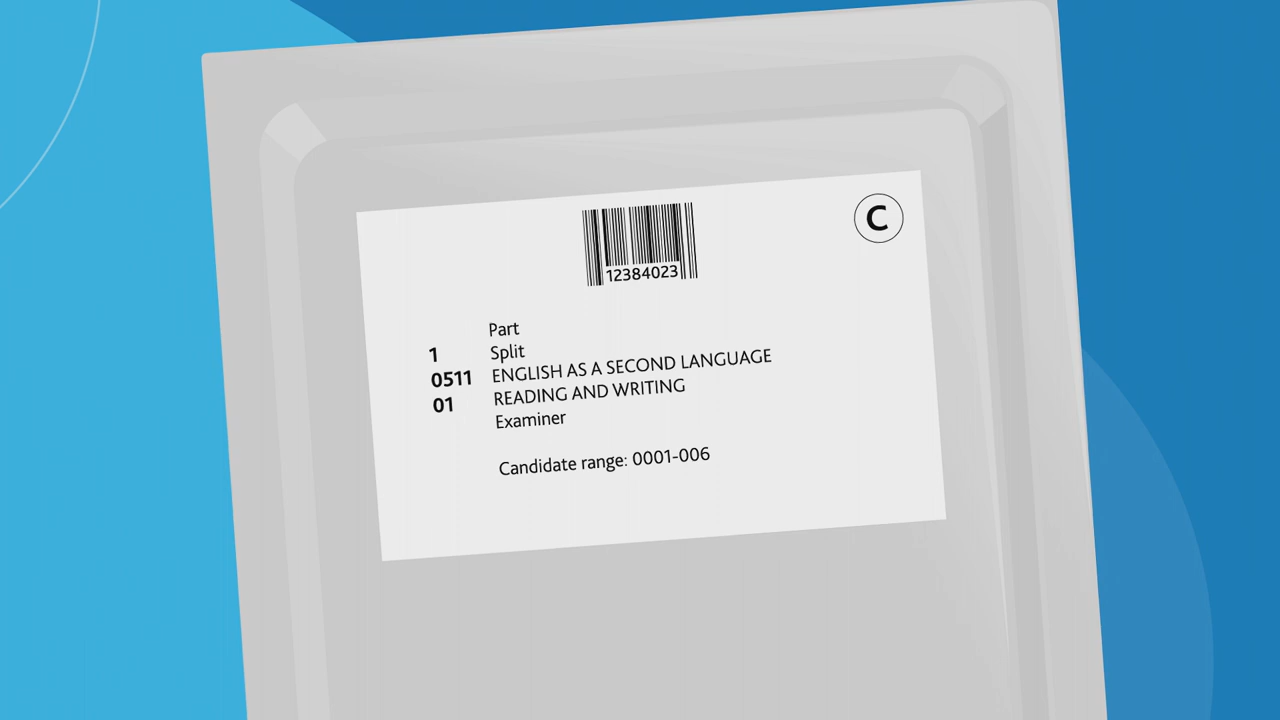 C
12384023
Part
1 Split
0511 ENGLISH AS A SECOND LANGUAGE
01 READING AND WRITING
Examiner
Candidate range: 0001-006